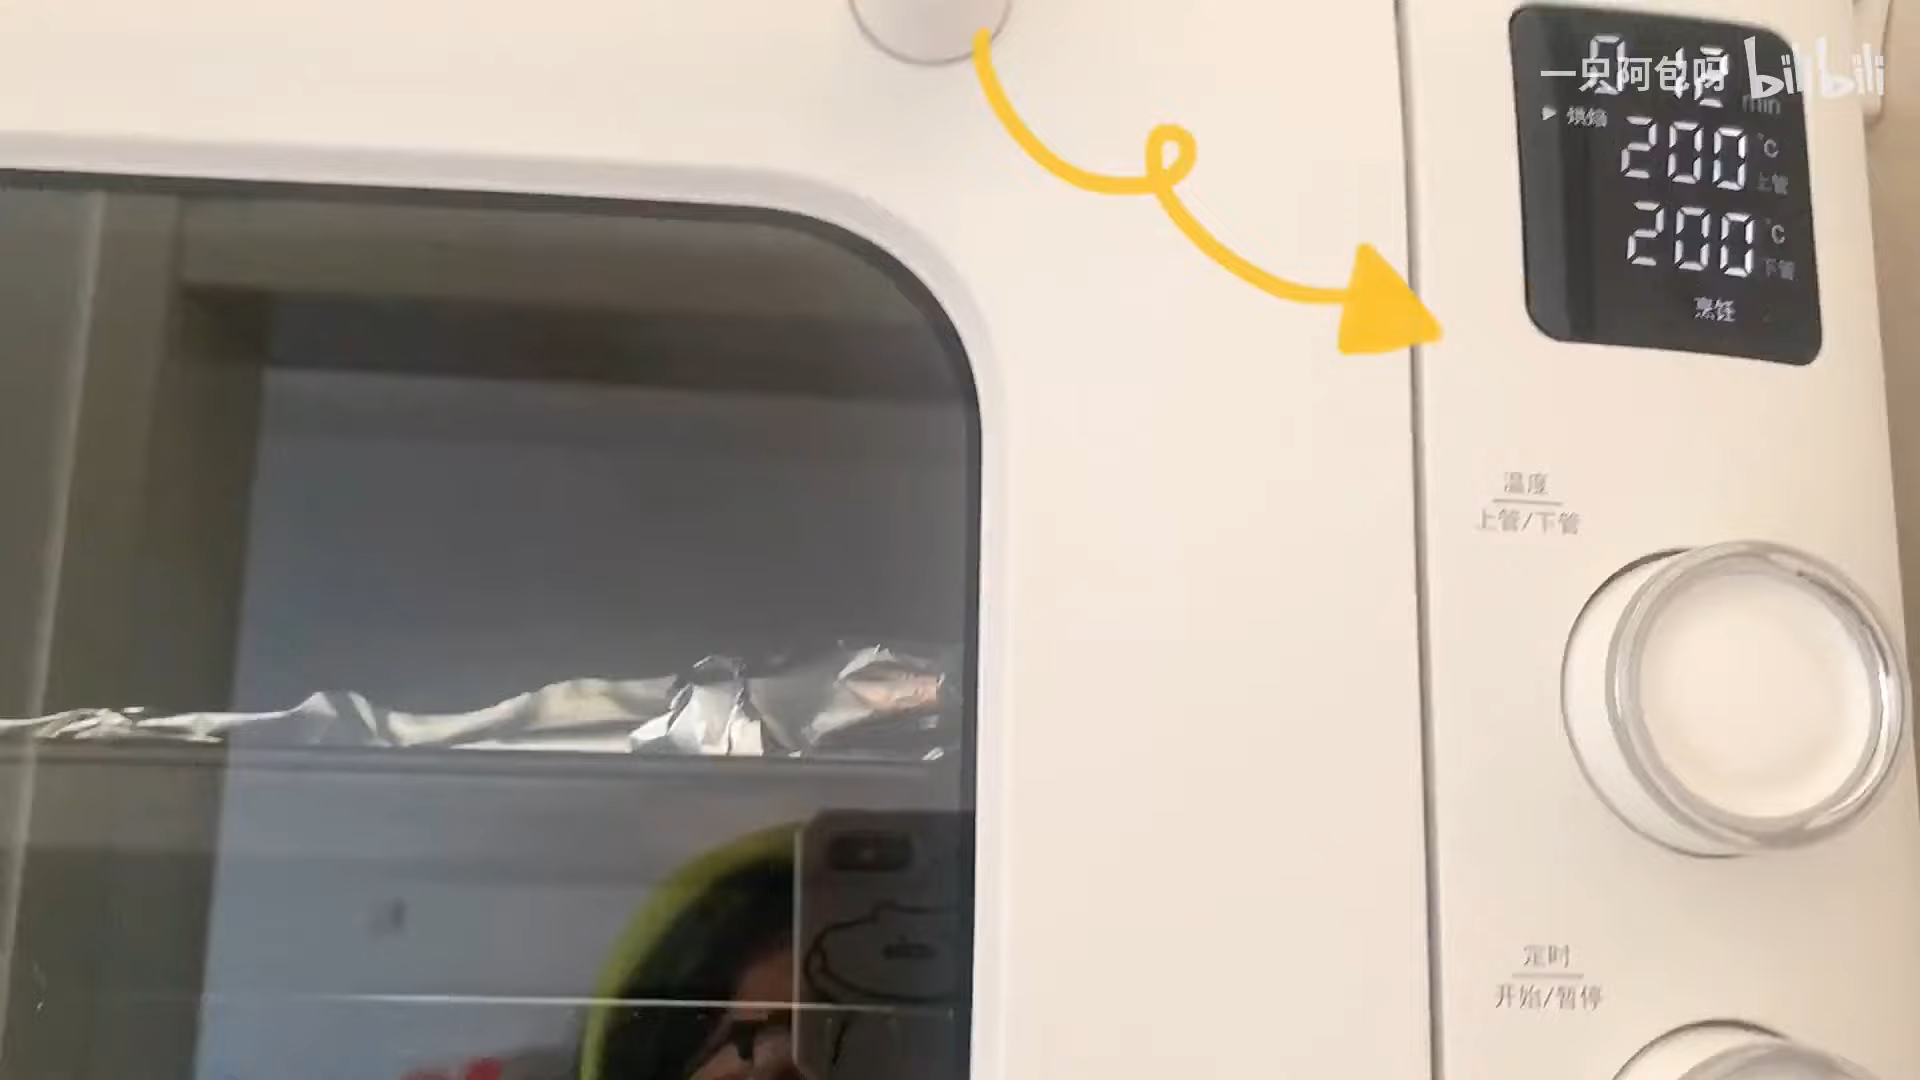 一只阿包呀 bilibili
12 min
烘焙
200 °C
上管
200 °C
下管
烹饪
温度
上管/下管
定时
开始/暂停